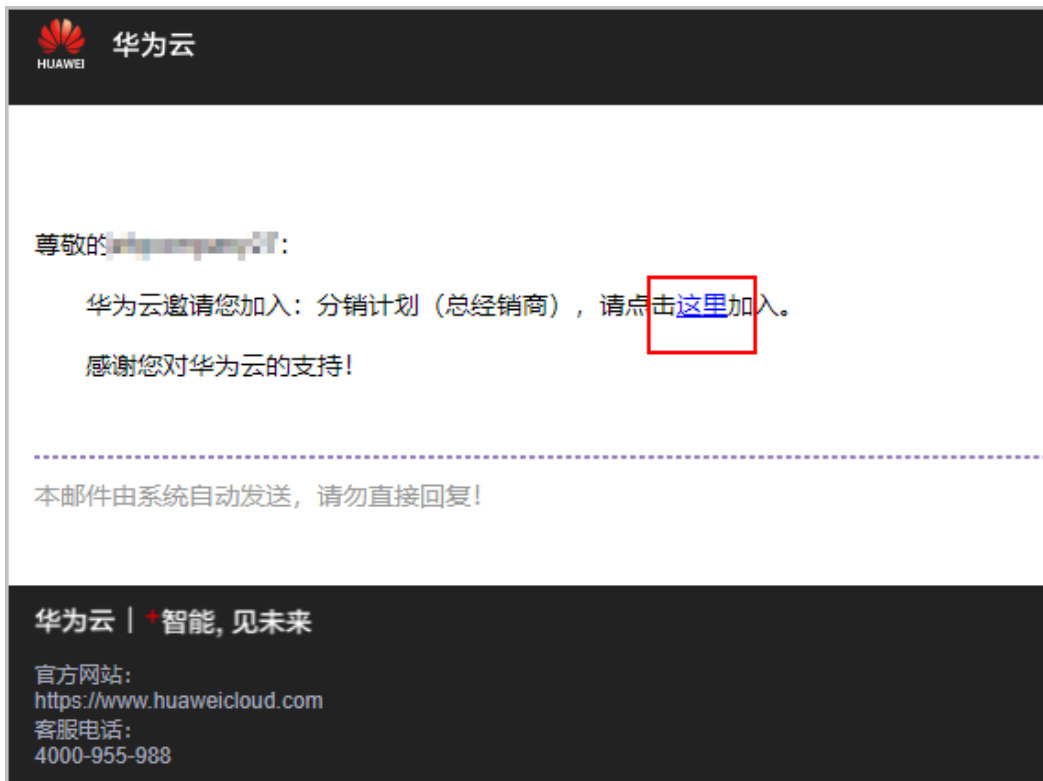 HUAWEI
华为云
尊敬的:
华为云邀请您加入：分销计划（总经销商），请点击这里加入。
感谢您对华为云的支持！
本邮件由系统自动发送，请勿直接回复！
华为云 | +智能, 见未来
官方网站：
https://www.huaweicloud.com
客服电话：
4000-955-988